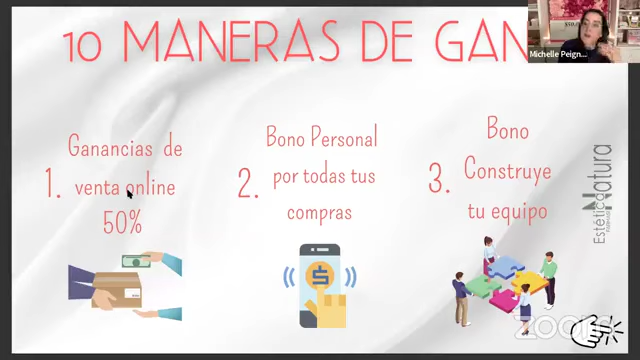 10 MANERAS DE GAN
Michelle Peign...
1. Ganancias de
venta online
50%
2. Bono Personal
por todas tus
compras
3. Bono
Construye
tu equipo
Estética Natura
zoom